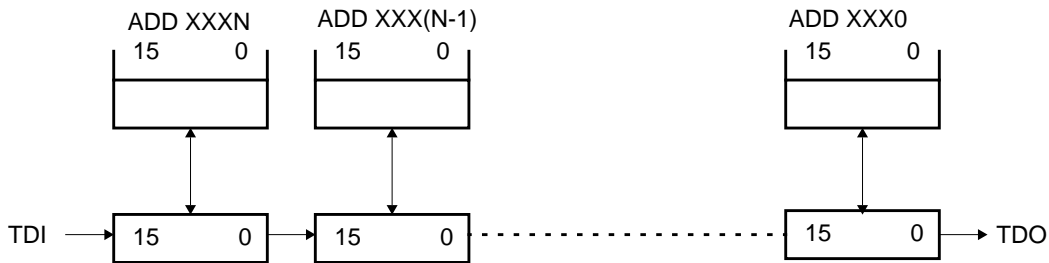 ADD XXXN ADD XXX(N-1) ADD XXX0
15 0 15 0 15 0
TDI 15 0 15 0 15 0 TDO